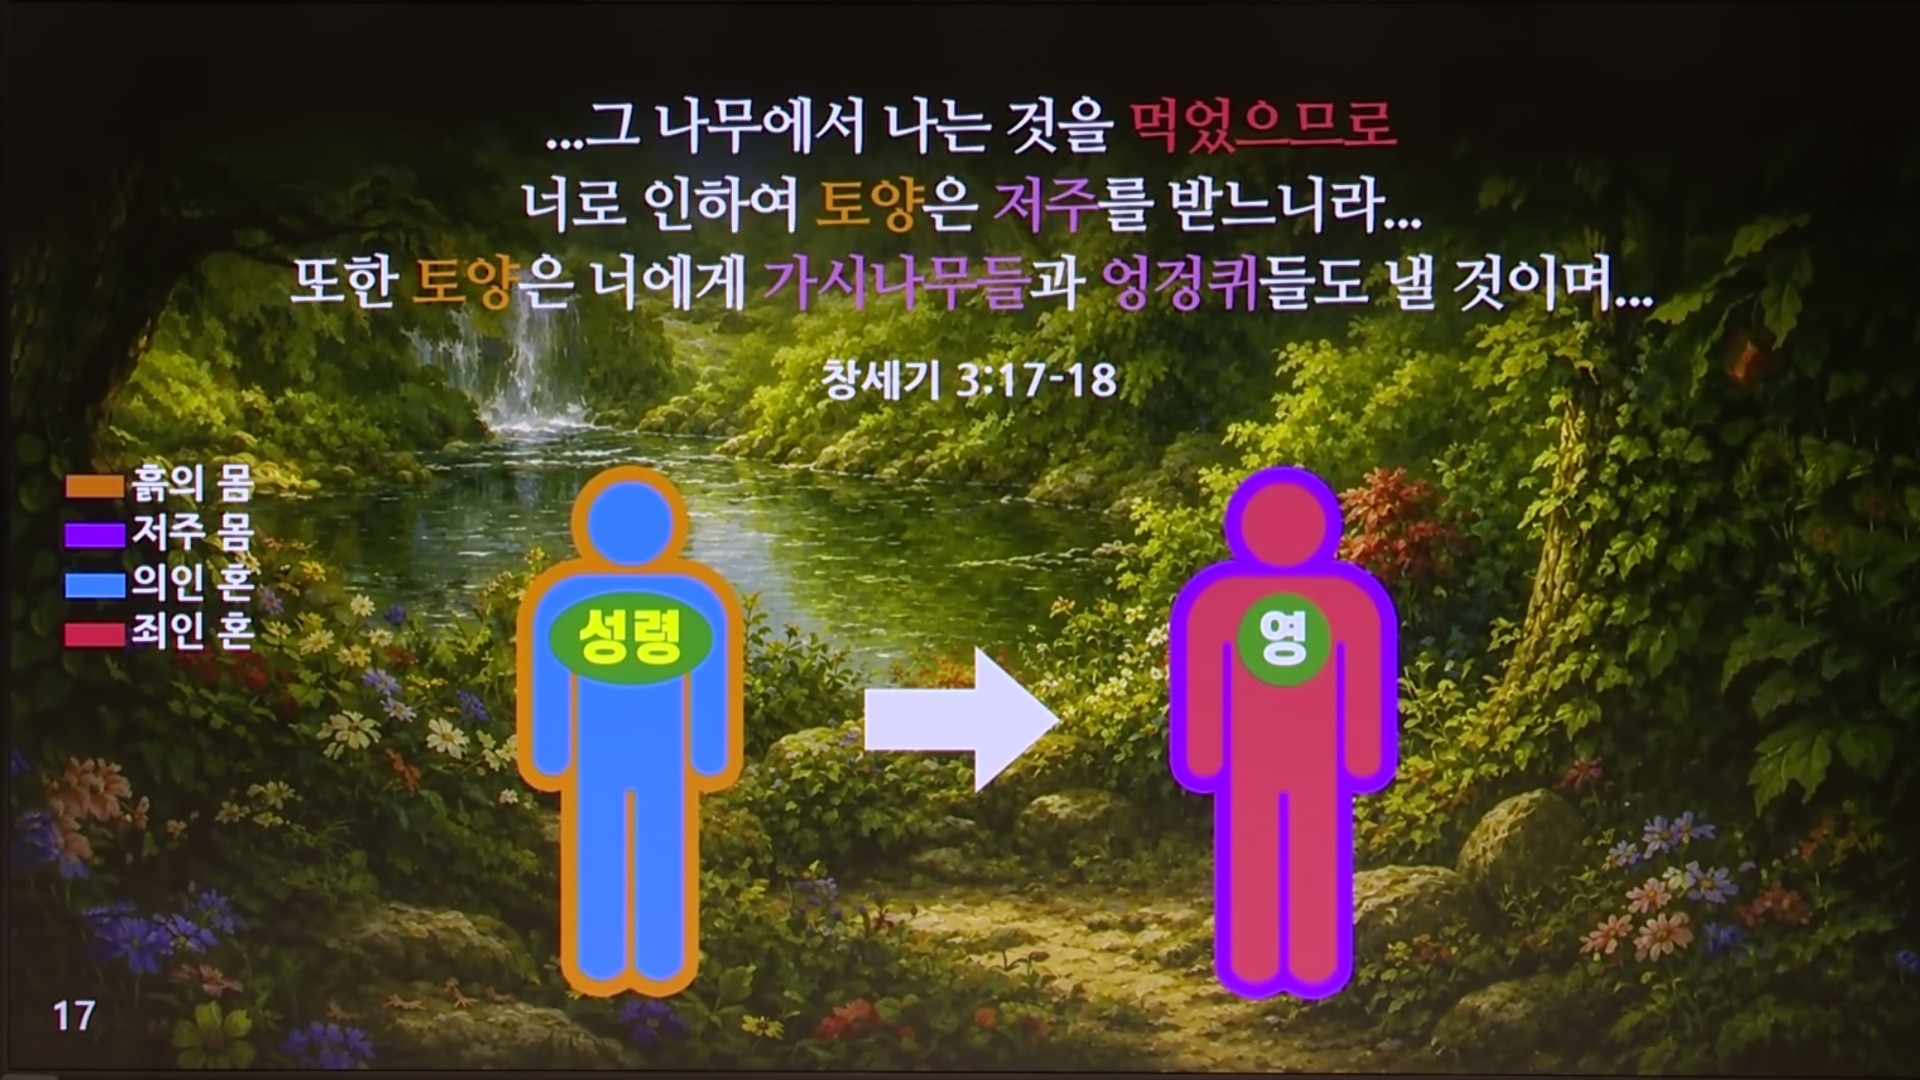 ...그 나무에서 나는 것을 먹었으므로
너로 인하여 토양은 저주를 받느니라...
또한 토양은 너에게 가시나무들과 엉겅퀴들도 낼 것이며...
창세기 3:17-18
흙의 몸
저주 몸
의인 혼
죄인 혼
성령
영
17